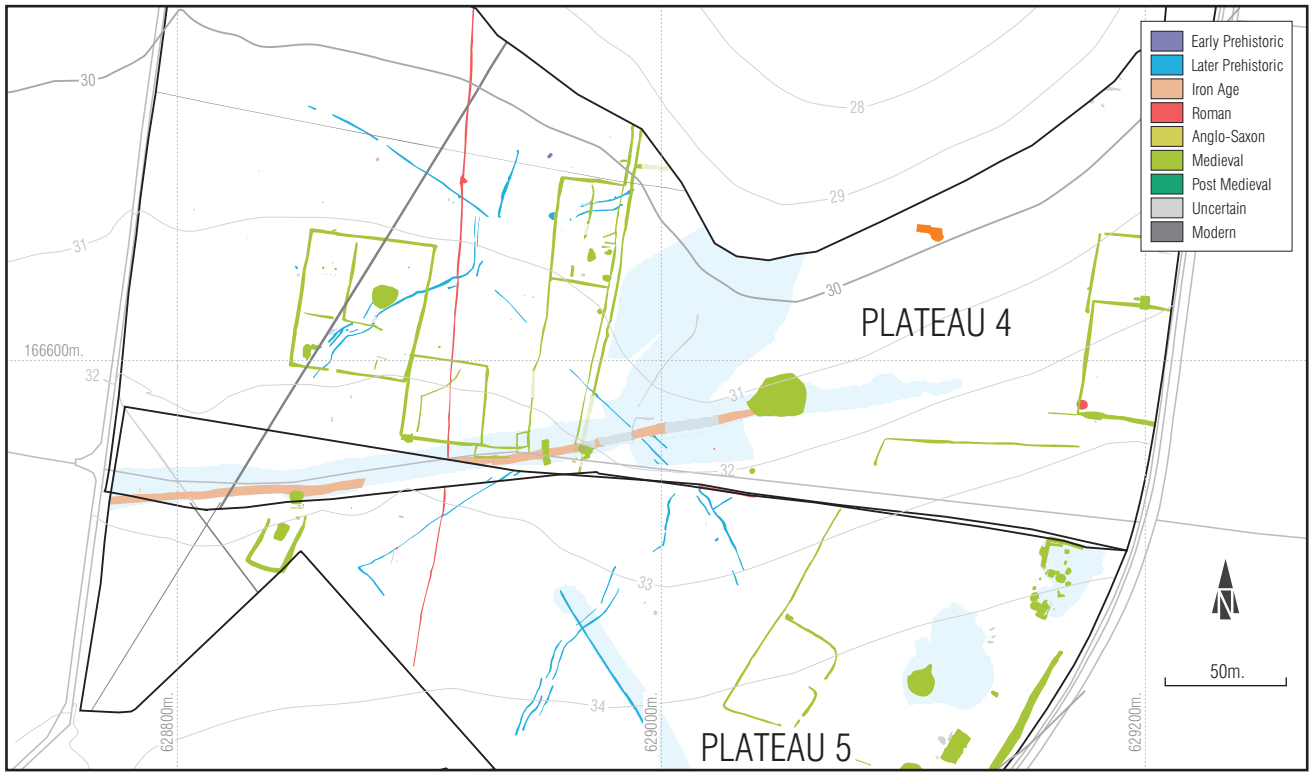 Early Prehistoric
Later Prehistoric
Iron Age
Roman
Anglo-Saxon
Medieval
Post Medieval
Uncertain
Modern
30
28
29
31
30
PLATEAU 4
166600m.
32
31
32
33
N
50m.
34
628800m.
629000m.
629200m.
PLATEAU 5